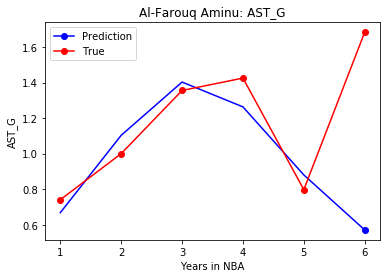 Al-Farouq Aminu: AST_G
Prediction
True
AST_G
1.6
1.4
1.2
1.0
0.8
0.6
1 2 3 4 5 6
Years in NBA